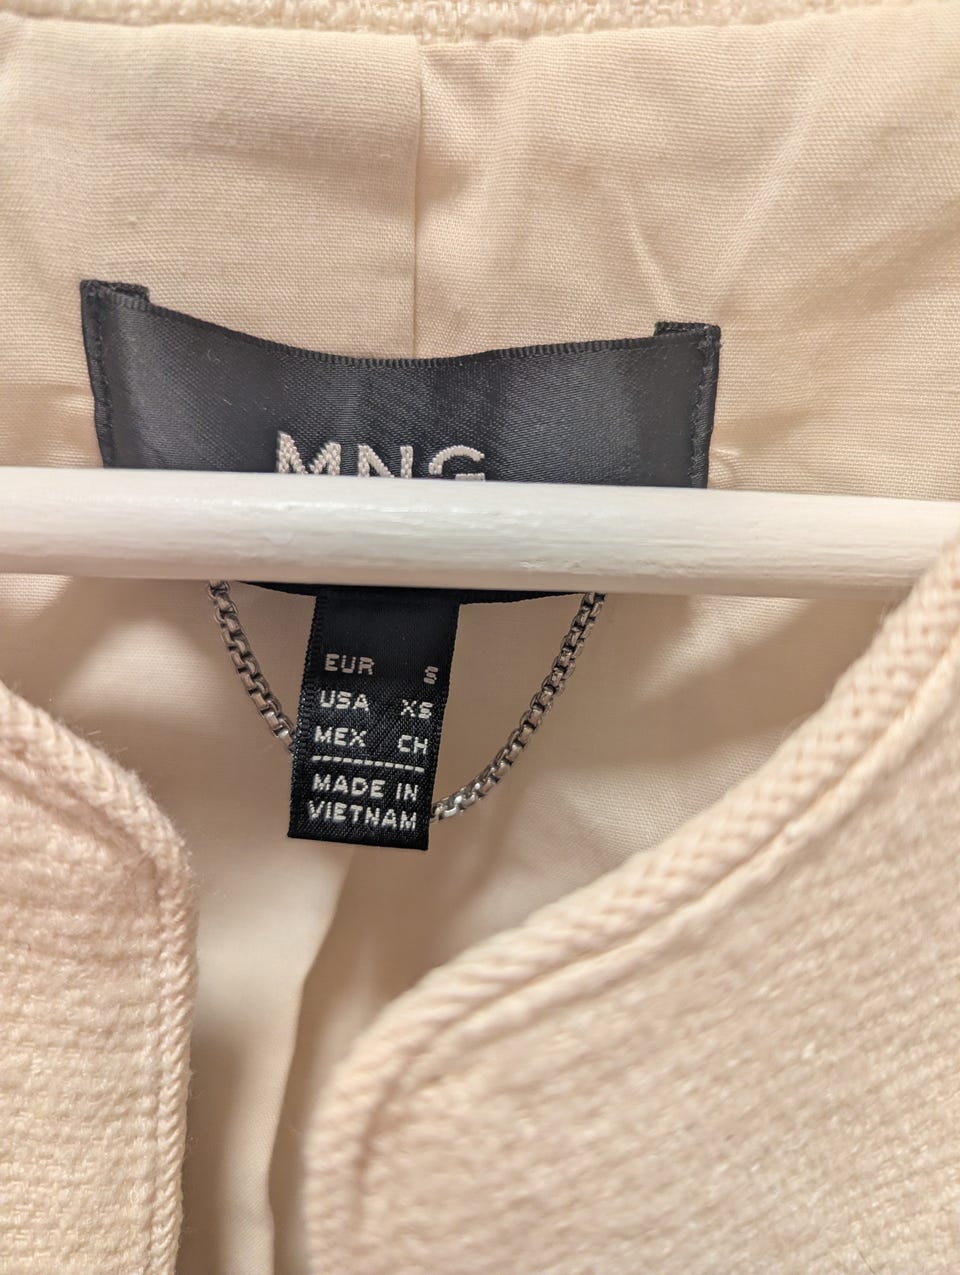 MNG
EUR S
USA XS
MEX CH
MADE IN
VIETNAM